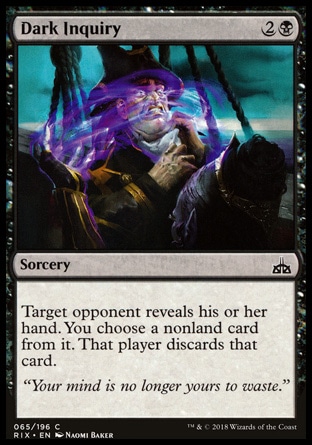 Dark Inquiry 2
Sorcery
Target opponent reveals his or her
hand. You choose a nonland card
from it. That player discards that
card.
“Your mind is no longer yours to waste.”
065/196 C
RIX • EN Naomi Baker
™ & © 2018 Wizards of the Coast